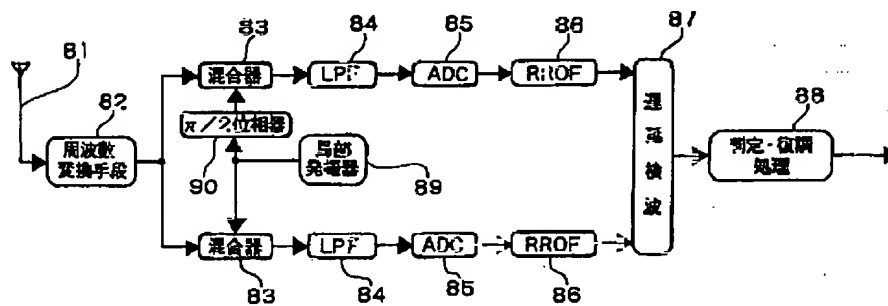 81
82
周波数
変換手段
83
混合器
84
LPF
85
ADC
86
RROF
87
遅延検波
88
判定・復調
処理
π/2位相器
90
局部
発振器
89
混合器
83
LPF
84
ADC
85
RROF
86